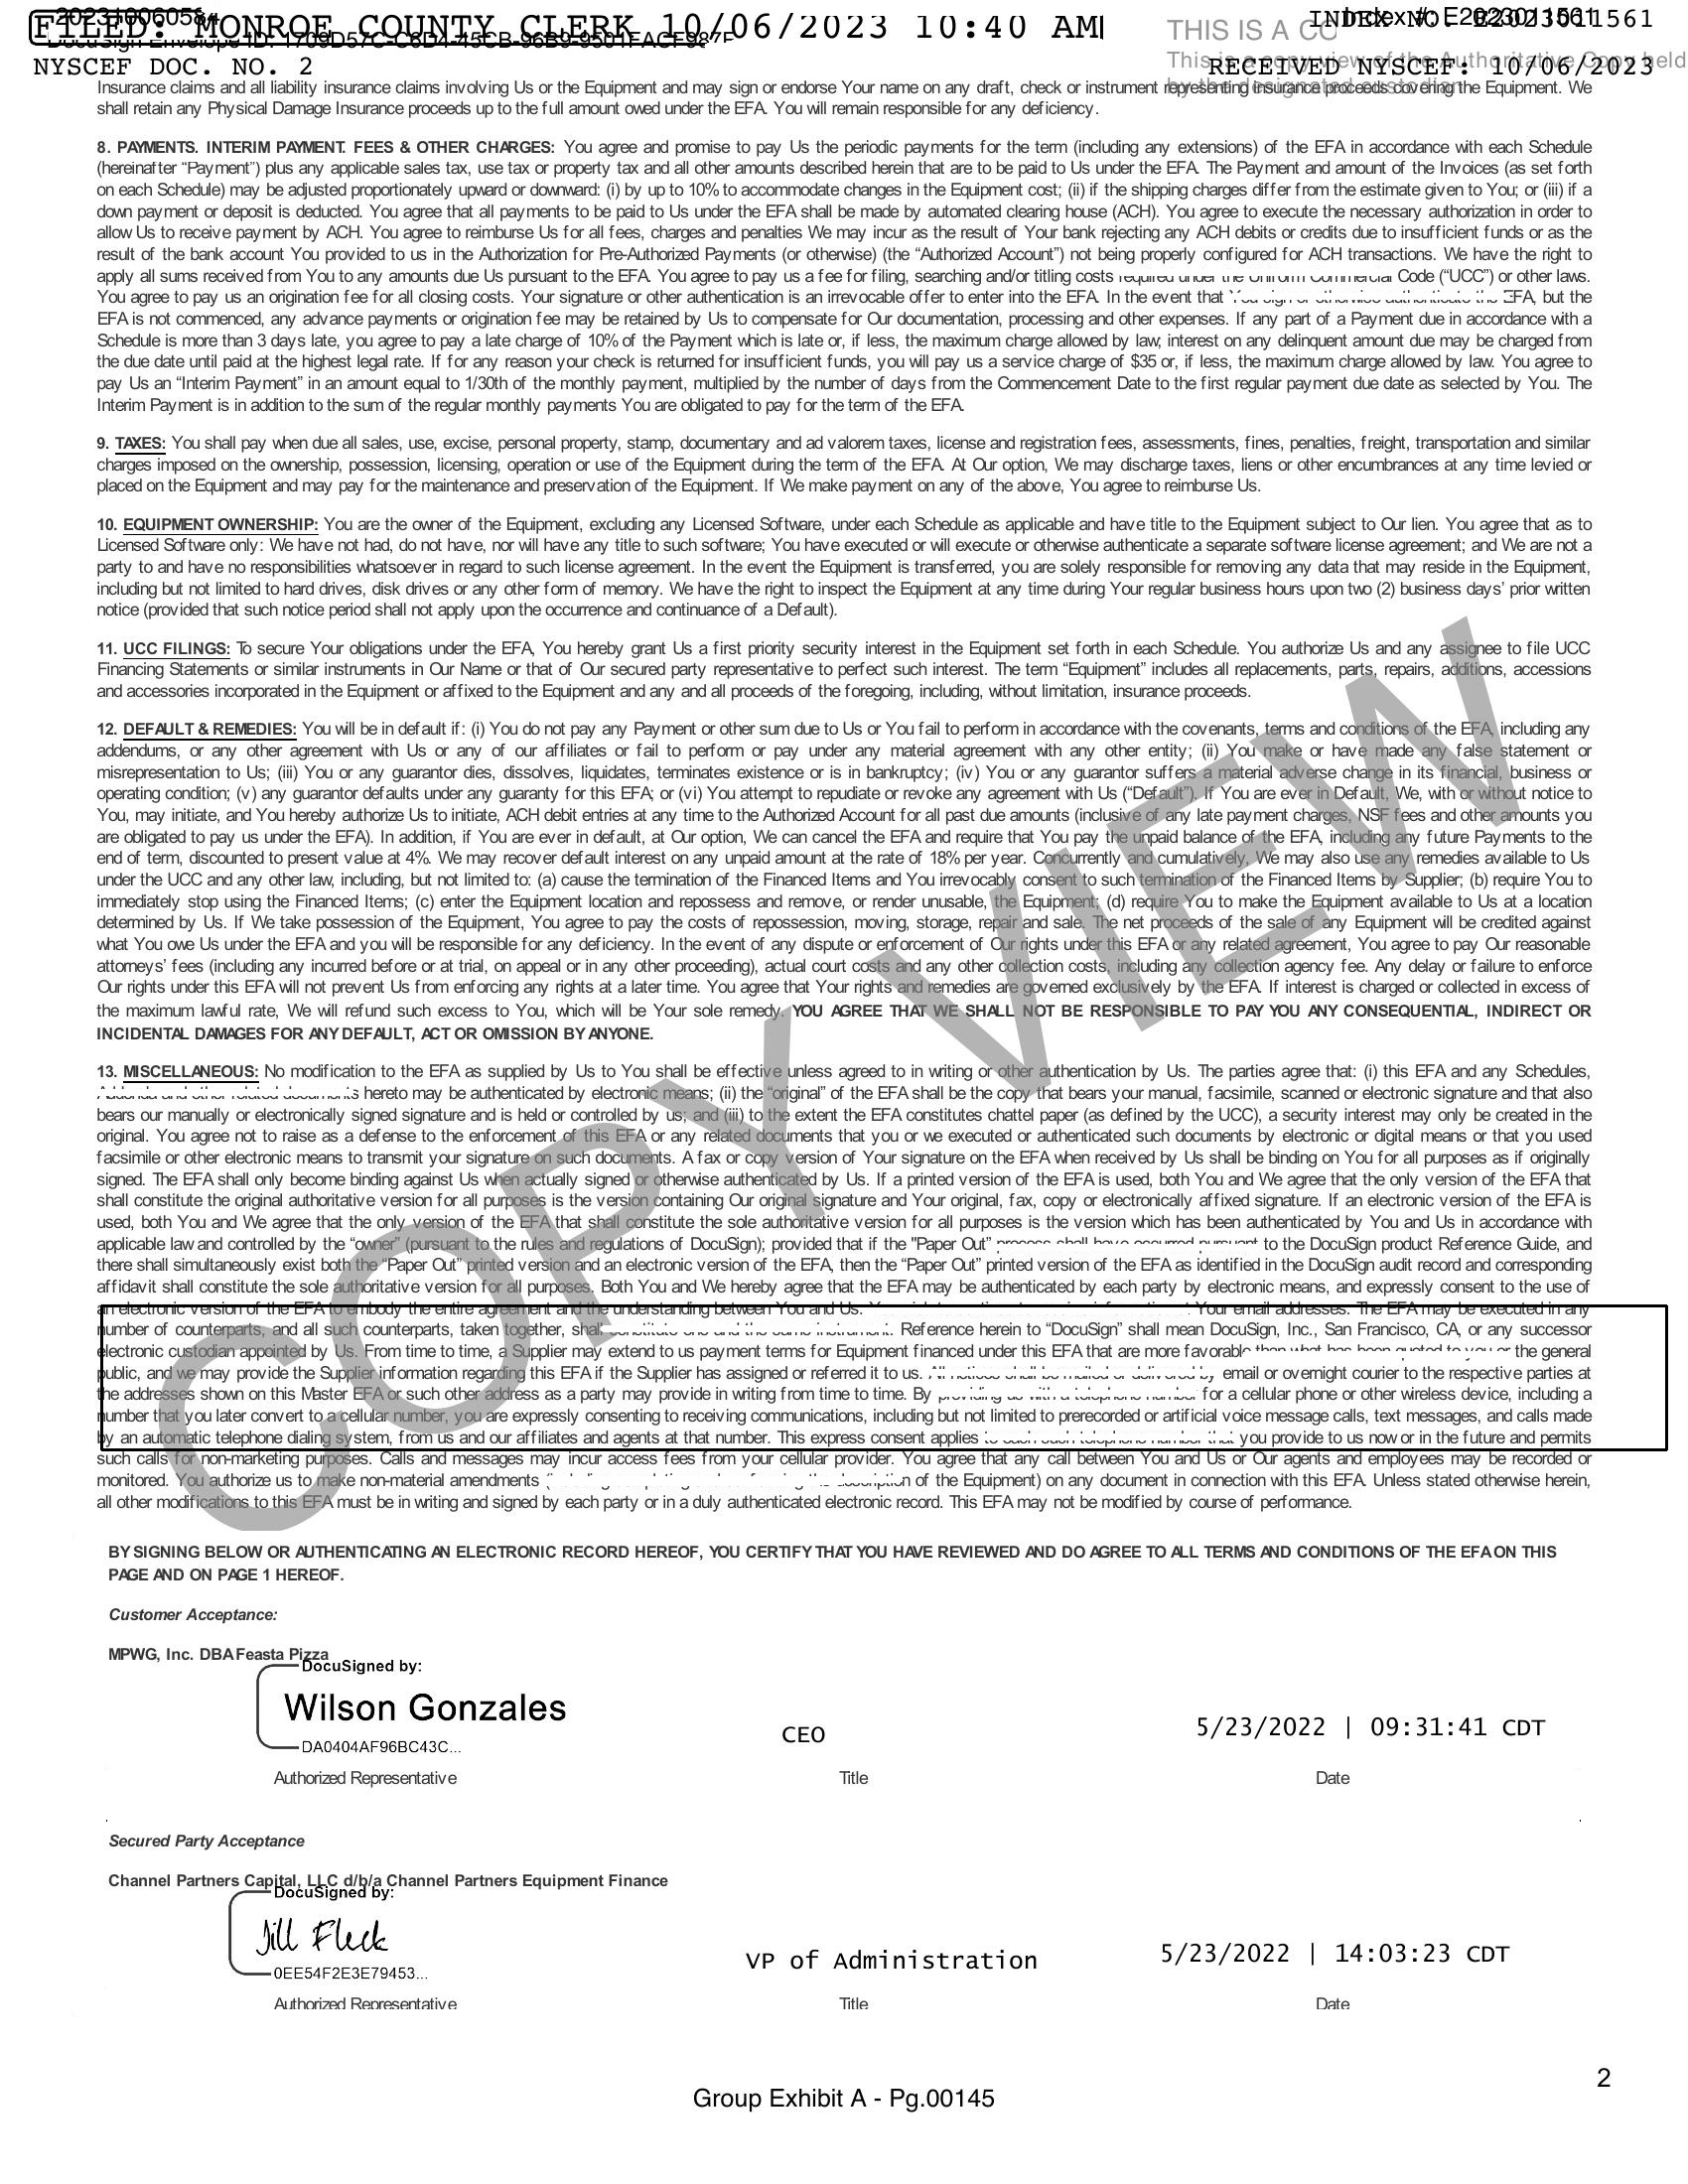 202310060584
FILED: MONROE COUNTY CLERK 10/06/2023 10:40 AM
THIS IS A CO
INDEX NO. E2023011561
Index #: E2023011561
DocuSign Envelope ID: 1709D57C-C6D4-45CB-96B9-9501FACF987F
NYSCEF DOC. NO. 2
This is a copy view of the Authoritative Copy held
RECEIVED NYSCEF: 10/06/2023
by the designated custodian
Insurance claims and all liability insurance claims involving Us or the Equipment and may sign or endorse Your name on any draft, check or instrument representing insurance proceeds covering the Equipment. We
shall retain any Physical Damage Insurance proceeds up to the full amount owed under the EFA. You will remain responsible for any deficiency.
8. PAYMENTS. INTERIM PAYMENT. FEES & OTHER CHARGES: You agree and promise to pay Us the periodic payments for the term (including any extensions) of the EFA in accordance with each Schedule
(hereinafter “Payment”) plus any applicable sales tax, use tax or property tax and all other amounts described herein that are to be paid to Us under the EFA. The Payment and amount of the Invoices (as set forth
on each Schedule) may be adjusted proportionately upward or downward: (i) by up to 10% to accommodate changes in the Equipment cost; (ii) if the shipping charges differ from the estimate given to You; or (iii) if a
down payment or deposit is deducted. You agree that all payments to be paid to Us under the EFA shall be made by automated clearing house (ACH). You agree to execute the necessary authorization in order to
allow Us to receive payment by ACH. You agree to reimburse Us for all fees, charges and penalties We may incur as the result of Your bank rejecting any ACH debits or credits due to insufficient funds or as the
result of the bank account You provided to us in the Authorization for Pre-Authorized Payments (or otherwise) (the “Authorized Account”) not being properly configured for ACH transactions. We have the right to
apply all sums received from You to any amounts due Us pursuant to the EFA. You agree to pay us a fee for filing, searching and/or titling costs required under the Uniform Commercial Code (“UCC”) or other laws.
You agree to pay us an origination fee for all closing costs. Your signature or other authentication is an irrevocable offer to enter into the EFA. In the event that You sign or otherwise authenticate the EFA, but the
EFA is not commenced, any advance payments or origination fee may be retained by Us to compensate for Our documentation, processing and other expenses. If any part of a Payment due in accordance with a
Schedule is more than 3 days late, you agree to pay a late charge of 10% of the Payment which is late or, if less, the maximum charge allowed by law; interest on any delinquent amount due may be charged from
the due date until paid at the highest legal rate. If for any reason your check is returned for insufficient funds, you will pay us a service charge of $35 or, if less, the maximum charge allowed by law. You agree to
pay Us an “Interim Payment” in an amount equal to 1/30th of the monthly payment, multiplied by the number of days from the Commencement Date to the first regular payment due date as selected by You. The
Interim Payment is in addition to the sum of the regular monthly payments You are obligated to pay for the term of the EFA.
9. TAXES: You shall pay when due all sales, use, excise, personal property, stamp, documentary and ad valorem taxes, license and registration fees, assessments, fines, penalties, freight, transportation and similar
charges imposed on the ownership, possession, licensing, operation or use of the Equipment during the term of the EFA. At Our option, We may discharge taxes, liens or other encumbrances at any time levied or
placed on the Equipment and may pay for the maintenance and preservation of the Equipment. If We make payment on any of the above, You agree to reimburse Us.
10. EQUIPMENT OWNERSHIP: You are the owner of the Equipment, excluding any Licensed Software, under each Schedule as applicable and have title to the Equipment subject to Our lien. You agree that as to
Licensed Software only: We have not had, do not have, nor will have any title to such software; You have executed or will execute or otherwise authenticate a separate software license agreement; and We are not a
party to and have no responsibilities whatsoever in regard to such license agreement. In the event the Equipment is transferred, you are solely responsible for removing any data that may reside in the Equipment,
including but not limited to hard drives, disk drives or any other form of memory. We have the right to inspect the Equipment at any time during Your regular business hours upon two (2) business days’ prior written
notice (provided that such notice period shall not apply upon the occurrence and continuance of a Default).
11. UCC FILINGS: To secure Your obligations under the EFA, You hereby grant Us a first priority security interest in the Equipment set forth in each Schedule. You authorize Us and any assignee to file UCC
Financing Statements or similar instruments in Our Name or that of Our secured party representative to perfect such interest. The term “Equipment” includes all replacements, parts, repairs, additions, accessions
and accessories incorporated in the Equipment or affixed to the Equipment and any and all proceeds of the foregoing, including, without limitation, insurance proceeds.
12. DEFAULT & REMEDIES: You will be in default if: (i) You do not pay any Payment or other sum due to Us or You fail to perform in accordance with the covenants, terms and conditions of the EFA, including any
addendums, or any other agreement with Us or any of our affiliates or fail to perform or pay under any material agreement with any other entity; (ii) You make or have made any false statement or
misrepresentation to Us; (iii) You or any guarantor dies, dissolves, liquidates, terminates existence or is in bankruptcy; (iv) You or any guarantor suffers a material adverse change in its financial, business or
operating condition; (v) any guarantor defaults under any guaranty for this EFA; or (vi) You attempt to repudiate or revoke any agreement with Us (“Default”). If You are ever in Default, We, with or without notice to
You, may initiate, and You hereby authorize Us to initiate, ACH debit entries at any time to the Authorized Account for all past due amounts (inclusive of any late payment charges, NSF fees and other amounts you
are obligated to pay us under the EFA). In addition, if You are ever in default, at Our option, We can cancel the EFA and require that You pay the unpaid balance of the EFA, including any future Payments to the
end of term, discounted to present value at 4%. We may recover default interest on any unpaid amount at the rate of 18% per year. Concurrently and cumulatively, We may also use any remedies available to Us
under the UCC and any other law, including, but not limited to: (a) cause the termination of the Financed Items and You irrevocably consent to such ermination of the Financed Items by Supplier; (b) require You to
immediately stop using the Financed Items; (c) enter the Equipment location and repossess and remove, or render unusable, the Equipment; (d) require You to make the Equipment available to Us at a location
determined by Us. If We take possession of the Equipment, You agree to pay the costs of repossession, moving, storage, repair and sale. The net proceeds of the sale of any Equipment will be credited against
what You owe Us under the EFA and you will be responsible for any deficiency. In the event of any dispute or enforcement of Our rights under this EFA or any related agreement, You agree to pay Our reasonable
attorneys’ fees (including any incurred before or at trial, on appeal or in any other proceeding), actual court costs and any other collection costs, including any collection agency fee. Any delay or failure to enforce
Our rights under this EFA will not prevent Us from enforcing any rights at a later time. You agree that Your rights and remedies are governed exclusively by the EFA. If interest is charged or collected in excess of
the maximum lawful rate, We will refund such excess to You, which will be Your sole remedy. YOU AGREE THAT WE SHALL NOT BE RESPONSIBLE TO PAY YOU ANY CONSEQUENTIAL, INDIRECT OR
INCIDENTAL DAMAGES FOR ANY DEFAULT, ACT OR OMISSION BY ANYONE.
13. MISCELLANEOUS: No modification to the EFA as supplied by Us to You shall be effective unless agreed to in writing or other authentication by Us. The parties agree that: (i) this EFA and any Schedules,
hereto may be authenticated by electronic means; (ii) the “original” of the EFA shall be the copy that bears your manual, facsimile, scanned or electronic signature and that also
bears our manually or electronically signed signature and is held or controlled by us; and (iii) to the extent the EFA constitutes chattel paper (as defined by the UCC), a security interest may only be created in the
original. You agree not to raise as a defense to the enforcement of this EFA or any related documents that you or we executed or authenticated such documents by electronic or digital means or that you used
facsimile or other electronic means to transmit your signature on such documents. A fax or copy version of Your signature on the EFA when received by Us shall be binding on You for all purposes as if originally
signed. The EFA shall only become binding against Us when actually signed or otherwise authenticated by Us. If a printed version of the EFA is used, both You and We agree that the only version of the EFA that
shall constitute the original authoritative version for all purposes is the version containing Our original signature and Your original, fax, copy or electronically affixed signature. If an electronic version of the EFA is
used, both You and We agree that the only version of the EFA that shall constitute the sole authoritative version for all purposes is the version which has been authenticated by You and Us in accordance with
applicable law and controlled by the “owner” (pursuant to the rules and regulations of DocuSign); provided that if the "Paper Out” process shall have occurred pursuant to the DocuSign product Reference Guide, and
there shall simultaneously exist both the “Paper Out” printed version and an electronic version of the EFA, then the “Paper Out” printed version of the EFA as identified in the DocuSign audit record and corresponding
affidavit shall constitute the sole authoritative version for all purposes. Both You and We hereby agree that the EFA may be authenticated by each party by electronic means, and expressly consent to the use of
an electronic version of the EFA to embody the entire agreement and the understanding between You and Us. Your email addresses. The EFA may be executed in any
number of counterparts, and all such counterparts, taken together, shall constitute one and the same instrument. Reference herein to “DocuSign” shall mean DocuSign, Inc., San Francisco, CA, or any successor
electronic custodian appointed by Us. From time to time, a Supplier may extend to us payment terms for Equipment financed under this EFA that are more favorable than what has been quoted to you or the general
public, and we may provide the Supplier information regarding this EFA if the Supplier has assigned or referred it to us. All notices shall be mailed or delivered by email or overnight courier to the respective parties at
the addresses shown on this Master EFA or such other address as a party may provide in writing from time to time. By providing us with a telephone number for a cellular phone or other wireless device, including a
number that you later convert to a cellular number, you are expressly consenting to receiving communications, including but not limited to prerecorded or artificial voice message calls, text messages, and calls made
by an automatic telephone dialing system, from us and our affiliates and agents at that number. This express consent applies to each such telephone number that you provide to us now or in the future and permits
such calls for non-marketing purposes. Calls and messages may incur access fees from your cellular provider. You agree that any call between You and Us or Our agents and employees may be recorded or
monitored. You authorize us to make non-material amendments of the Equipment) on any document in connection with this EFA. Unless stated otherwise herein,
all other modifications to this EFA must be in writing and signed by each party or in a duly authenticated electronic record. This EFA may not be modified by course of performance.
COPY VIEW
BY SIGNING BELOW OR AUTHENTICATING AN ELECTRONIC RECORD HEREOF, YOU CERTIFY THAT YOU HAVE REVIEWED AND DO AGREE TO ALL TERMS AND CONDITIONS OF THE EFA ON THIS
PAGE AND ON PAGE 1 HEREOF.
Customer Acceptance:
MPWG, Inc. DBA Feasta Pizza
DocuSigned by:
Wilson Gonzales
DA0404AF96BC43C...
CEO
5/23/2022 | 09:31:41 CDT
Authorized Representative Title Date
Secured Party Acceptance
Channel Partners Capital, LLC d/b/a Channel Partners Equipment Finance
DocuSigned by:
Jill Fleck
0EE54F2E3E79453...
VP of Administration
5/23/2022 | 14:03:23 CDT
Authorized Representative Title Date
2
Group Exhibit A - Pg.00145